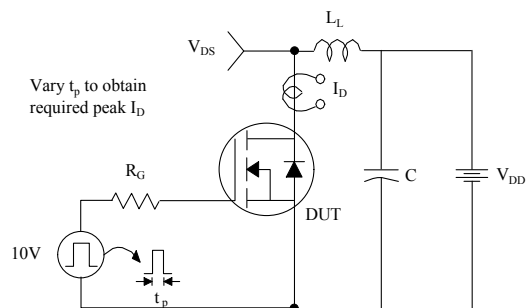 L_L
V_DS
I_D
Vary t_p to obtain
required peak I_D
R_G
C
V_DD
DUT
10V
t_p